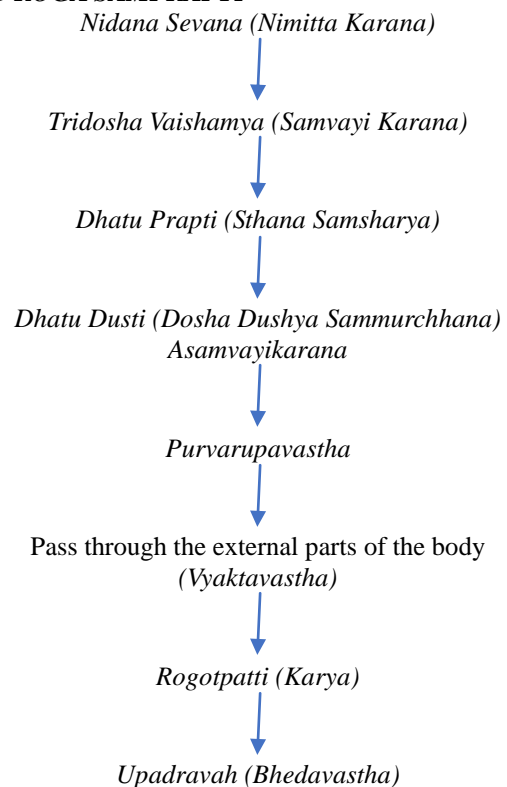 Nidana Sevana (Nimitta Karana)
Tridosha Vaishamya (Samvayi Karana)
Dhatu Prapti (Sthana Samsharya)
Dhatu Dusti (Dosha Dushya Sammurchhana)
Asamvayikarana
Purvarupavastha
Pass through the external parts of the body
(Vyaktavastha)
Rogotpatti (Karya)
Upadravah (Bhedavastha)